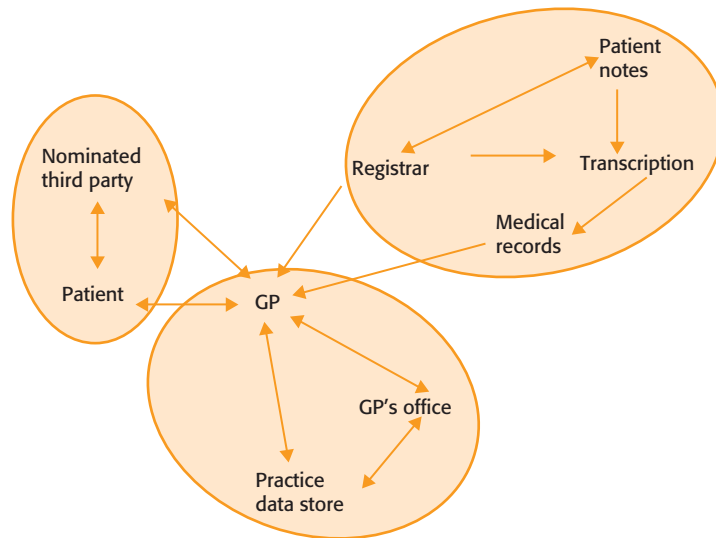 Patient
notes
Nominated
third party
Registrar
Transcription
Medical
records
Patient
GP
GP's office
Practice
data store